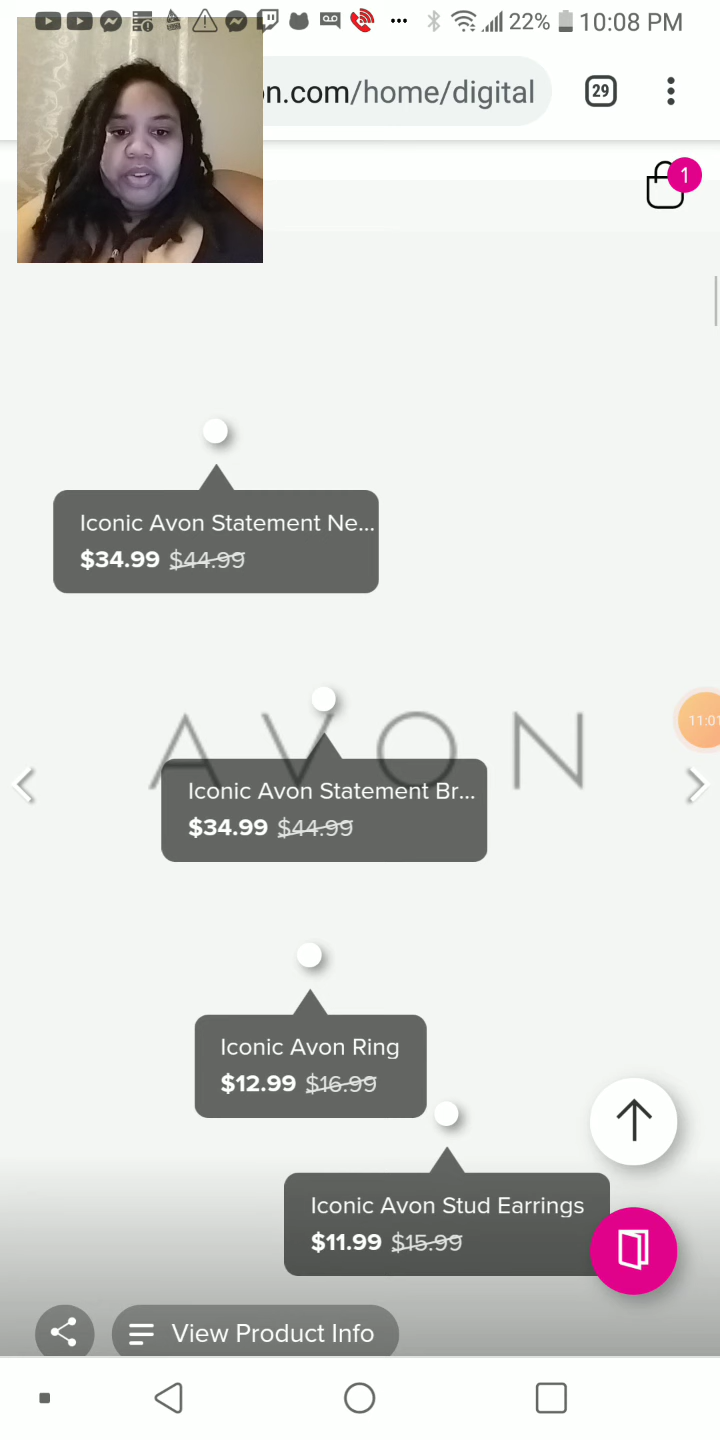 22% 10:08 PM
n.com/home/digital
29
1
Iconic Avon Statement Ne...
$34.99 $44.99
11:01
AVON
Iconic Avon Statement Br...
$34.99 $44.99
Iconic Avon Ring
$12.99 $16.99
Iconic Avon Stud Earrings
$11.99 $15.99
View Product Info